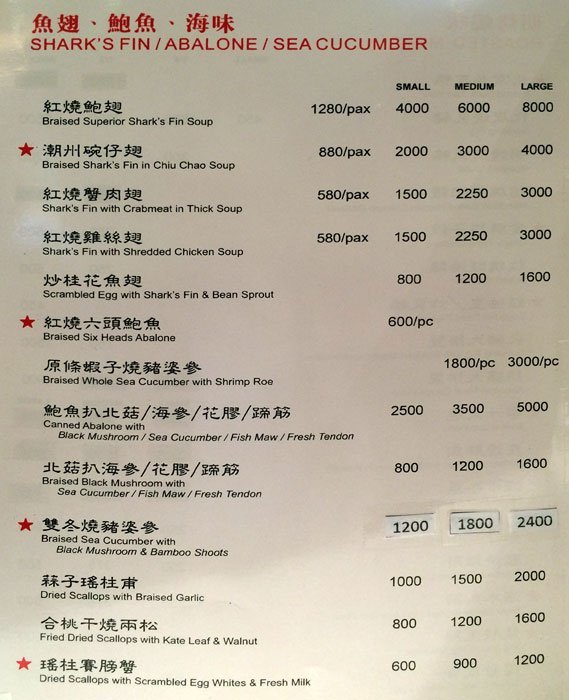 魚翅、鮑魚、海味
SHARK'S FIN / ABALONE / SEA CUCUMBER
SMALL MEDIUM LARGE
紅燒鮑翅 1280/pax 4000 6000 8000
Braised Superior Shark's Fin Soup
★ 潮州碗仔翅 880/pax 2000 3000 4000
Braised Shark's Fin in Chiu Chao Soup
紅燒蟹肉翅 580/pax 1500 2250 3000
Shark's Fin with Crabmeat in Thick Soup
紅燒雞絲翅 580/pax 1500 2250 3000
Shark's Fin with Shredded Chicken Soup
炒桂花魚翅 800 1200 1600
Scrambled Egg with Shark's Fin & Bean Sprout
★ 紅燒六頭鮑魚 600/pc
Braised Six Heads Abalone
原條蝦子燒豬婆參 1800/pc 3000/pc
Braised Whole Sea Cucumber with Shrimp Roe
鮑魚扒北菇/海參/花膠/蹄筋 2500 3500 5000
Canned Abalone with
Black Mushroom / Sea Cucumber / Fish Maw / Fresh Tendon
北菇扒海參/花膠/蹄筋 800 1200 1600
Braised Black Mushroom with
Sea Cucumber / Fish Maw / Fresh Tendon
★ 雙冬燒豬婆參 1200 1800 2400
Braised Sea Cucumber with
Black Mushroom & Bamboo Shoots
蒜子瑤柱甫 1000 1500 2000
Dried Scallops with Braised Garlic
合桃干燒兩松 800 1200 1600
Fried Dried Scallops with Kate Leaf & Walnut
★ 瑤柱賽膀蟹 600 900 1200
Dried Scallops with Scrambled Egg Whites & Fresh Milk